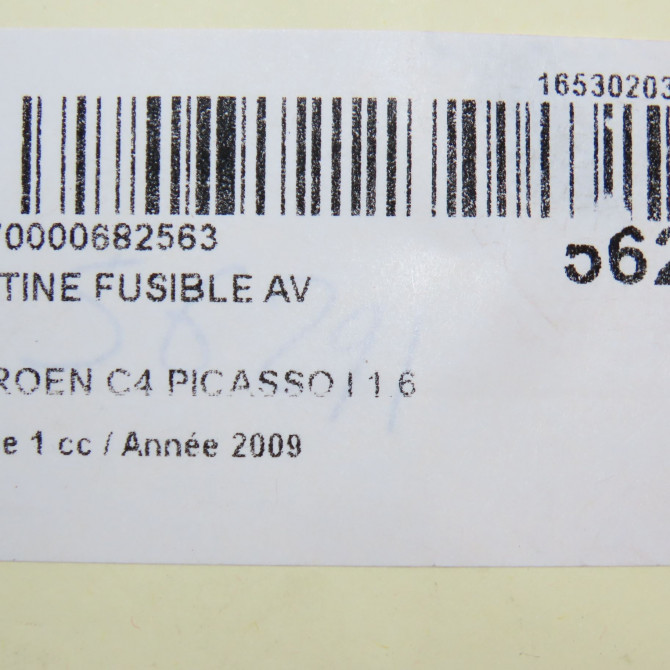 16530203
70000682563
562
TINE FUSIBLE AV
ROEN C4 PICASSO I 1.6
e 1 cc / Année 2009